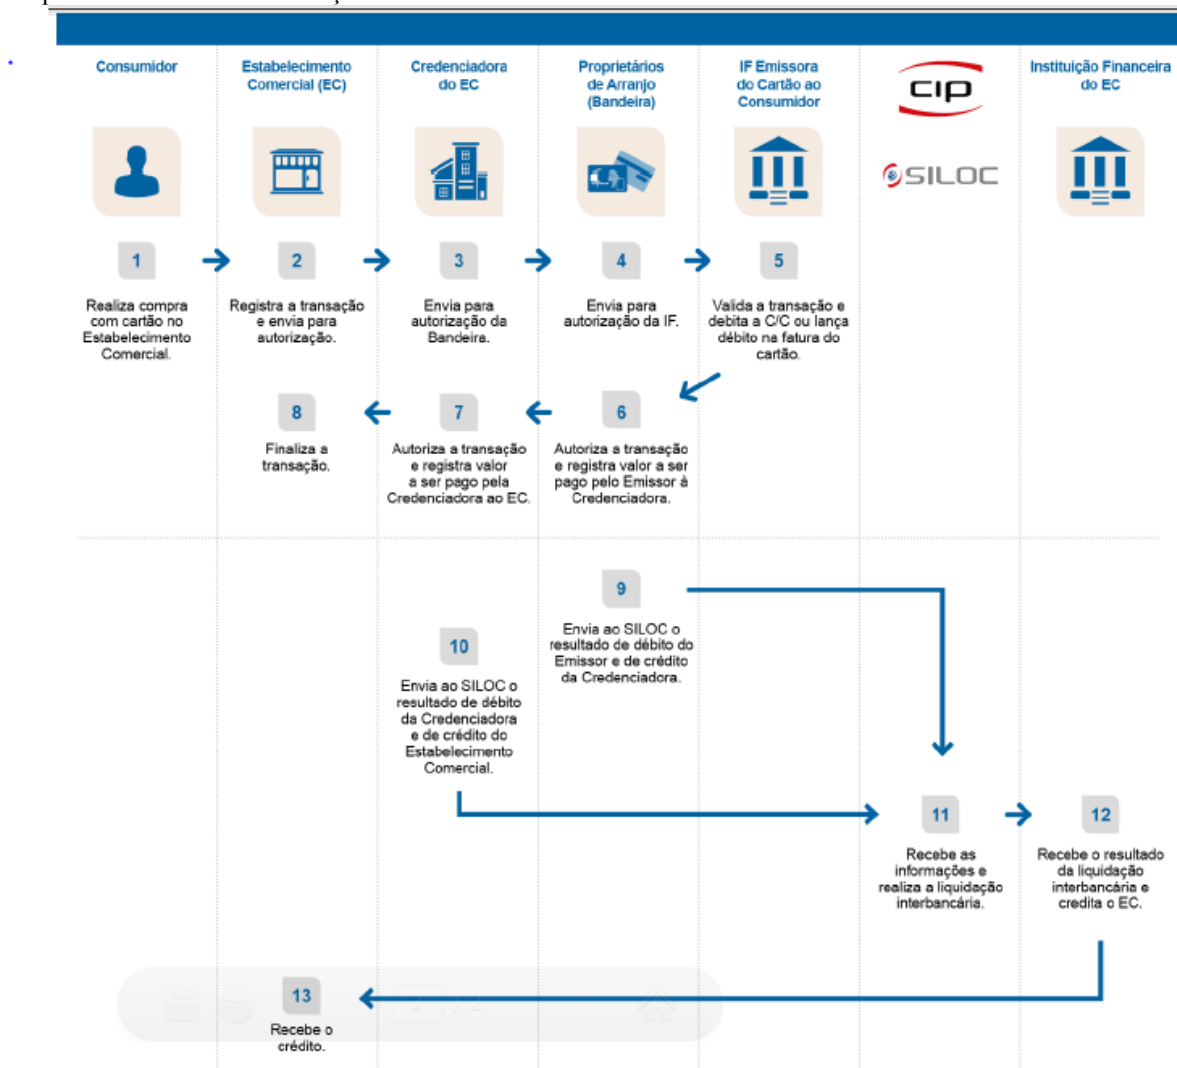 Consumidor
Estabelecimento
Comercial (EC)
Credenciadora
do EC
Proprietários
de Arranjo
(Bandeira)
IF Emissora
do Cartão ao
Consumidor
CIP
SILOC
Instituição Financeira
do EC
1
Realiza compra
com cartão no
Estabelecimento
Comercial.
2
Registra a transação
e envia para
autorização.
3
Envia para
autorização da
Bandeira.
4
Envia para
autorização da IF.
5
Valida a transação e
debita a C/C ou lança
débito na fatura do
cartão.
6
Autoriza a transação
e registra valor a ser
pago pelo Emissor à
Credenciadora.
7
Autoriza a transação
e registra valor
a ser pago pela
Credenciadora ao EC.
8
Finaliza a
transação.
9
Envia ao SILOC o
resultado de débito do
Emissor e de crédito
da Credenciadora.
10
Envia ao SILOC o
resultado de débito
da Credenciadora
e de crédito do
Estabelecimento
Comercial.
11
Recebe as
informações e
realiza a liquidação
interbancária.
12
Recebe o resultado
da liquidação
interbancária e
credita o EC.
13
Recebe o
crédito.